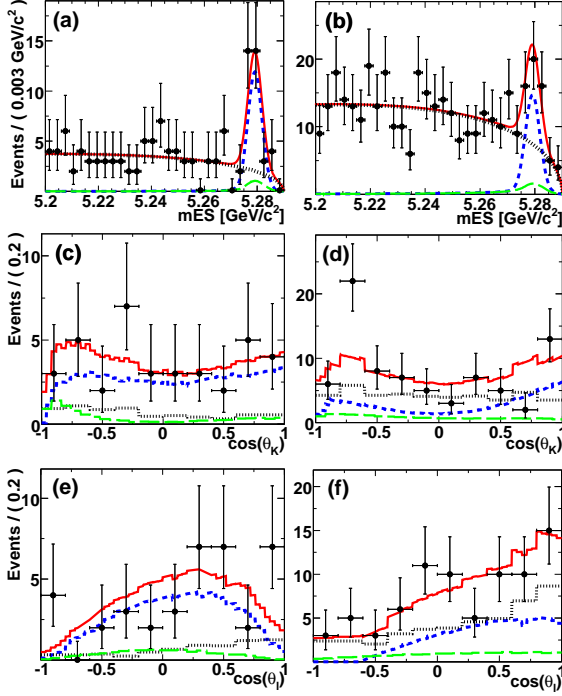 (a) (b)
Events / ( 0.003 GeV/c² )
15 10 5 0
20 10 0
5.2 5.22 5.24 5.26 5.28
5.2 5.22 5.24 5.26 5.28
mES [GeV/c²] mES [GeV/c²]
(c) (d)
Events / ( 0.2 )
10 5 0
20 10 0
-1 -0.5 0 0.5 1
-1 -0.5 0 0.5 1
cos(θK) cos(θK)
(e) (f)
Events / ( 0.2 )
10 5 0
20 15 10 5 0
-1 -0.5 0 0.5 1
-1 -0.5 0 0.5 1
cos(θl) cos(θl)